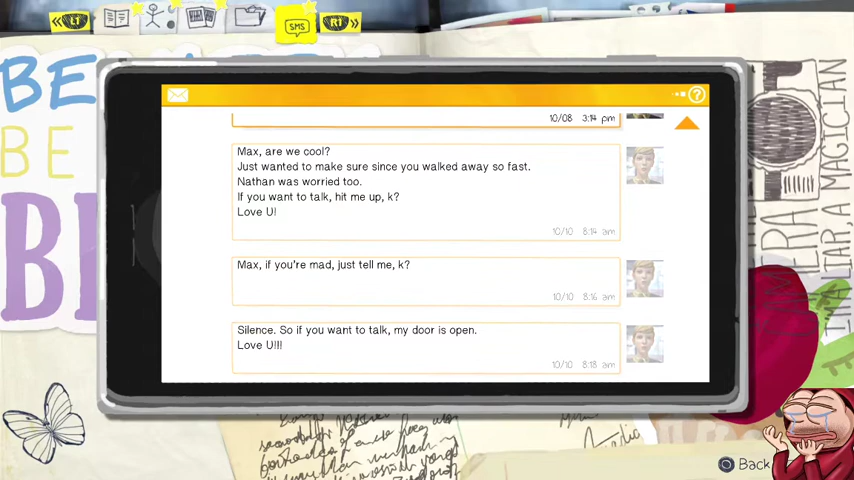 L1
SMS
R1
BE
BE
B
10/08 3:14 pm
Max, are we cool?
Just wanted to make sure since you walked away so fast.
Nathan was worried too.
If you want to talk, hit me up, k?
Love U!
10/10 8:14 am
Max, if you're mad, just tell me, k?
10/10 8:16 am
Silence. So if you want to talk, my door is open.
Love U!!!
10/10 8:18 am
CAMERA
I'M A LIAR, A MAGICIAN
Back